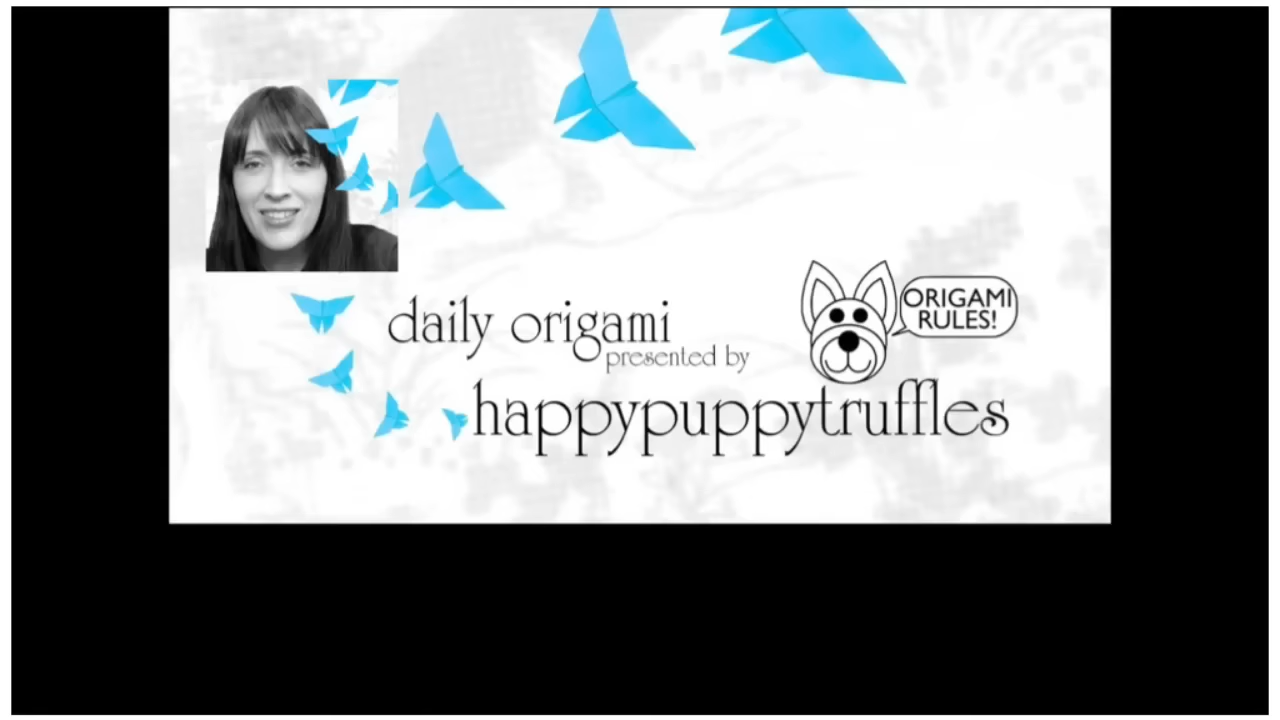 daily origami
presented by
happypuppytruffles
ORIGAMI
RULES!